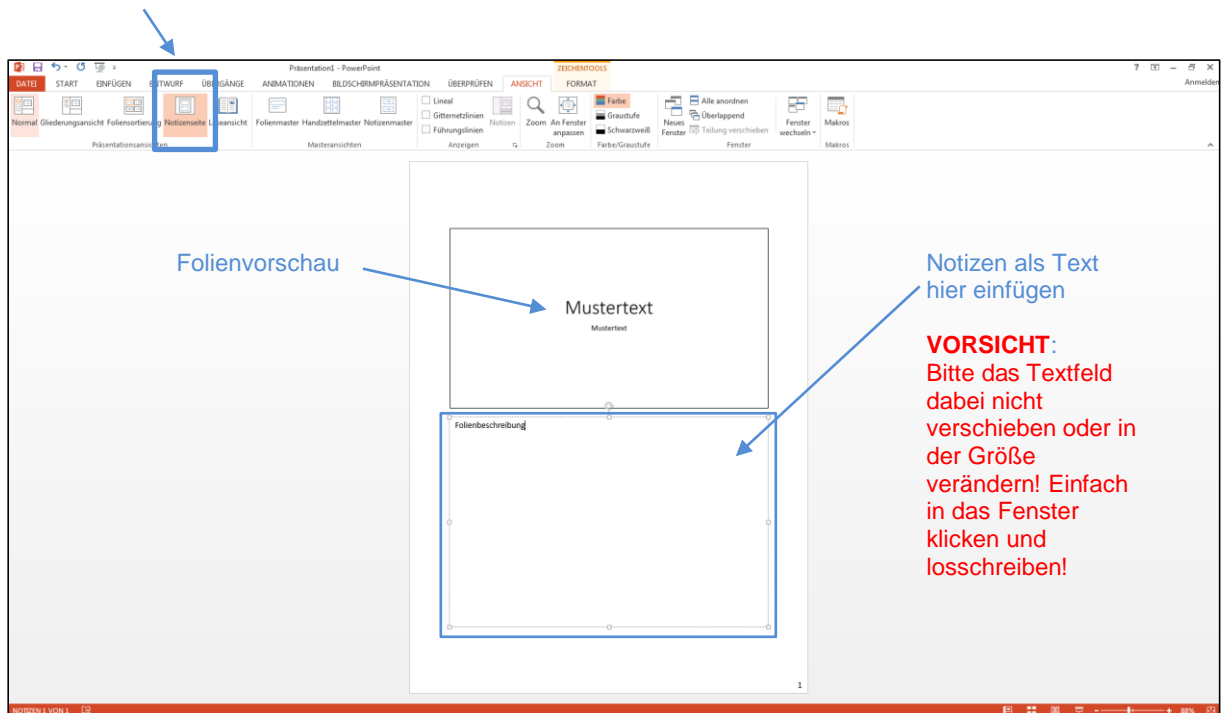 Präsentation1 - PowerPoint
ZEICHENTOOLS
DATEI START EINFÜGEN ENTWURF ÜBERGÄNGE ANIMATIONEN BILDSCHIRMPRÄSENTATION ÜBERPRÜFEN ANSICHT FORMAT
Anmelden
Normal Gliederungsansicht Foliensortierung Notizenseite Leseansicht
Präsentationsansichten
Folienmaster Handzettelmaster Notizenmaster
Masteransichten
Lineal
Gitternetzlinien
Führungslinien
Notizen
Anzeigen
Zoom An Fenster
anpassen
Zoom
Farbe
Graustufe
Schwarzweiß
Farbe/Graustufe
Neues
Fenster
Alle anordnen
Überlappend
Teilung verschieben
Fenster
wechseln
Fenster
Makros
Makros
Folienvorschau
Mustertext
Mustertext
Folienbeschreibung
Notizen als Text
hier einfügen
VORSICHT:
Bitte das Textfeld
dabei nicht
verschieben oder in
der Größe
verändern! Einfach
in das Fenster
klicken und
losschreiben!
1
NOTIZEN 1 VON 1
88%